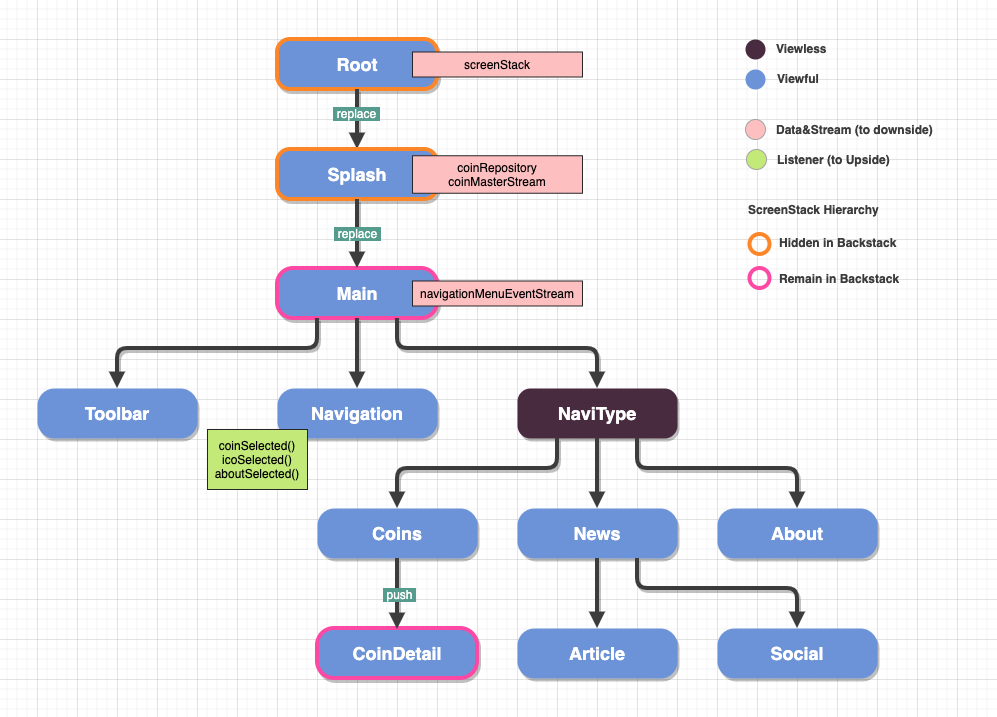 Root
screenStack
replace
Splash
coinRepository
coinMasterStream
replace
Main
navigationMenuEventStream
Toolbar
Navigation
NaviType
coinSelected()
icoSelected()
aboutSelected()
Coins
News
About
push
CoinDetail
Article
Social
Viewless
Viewful
Data&Stream (to downside)
Listener (to Upside)
ScreenStack Hierarchy
Hidden in Backstack
Remain in Backstack